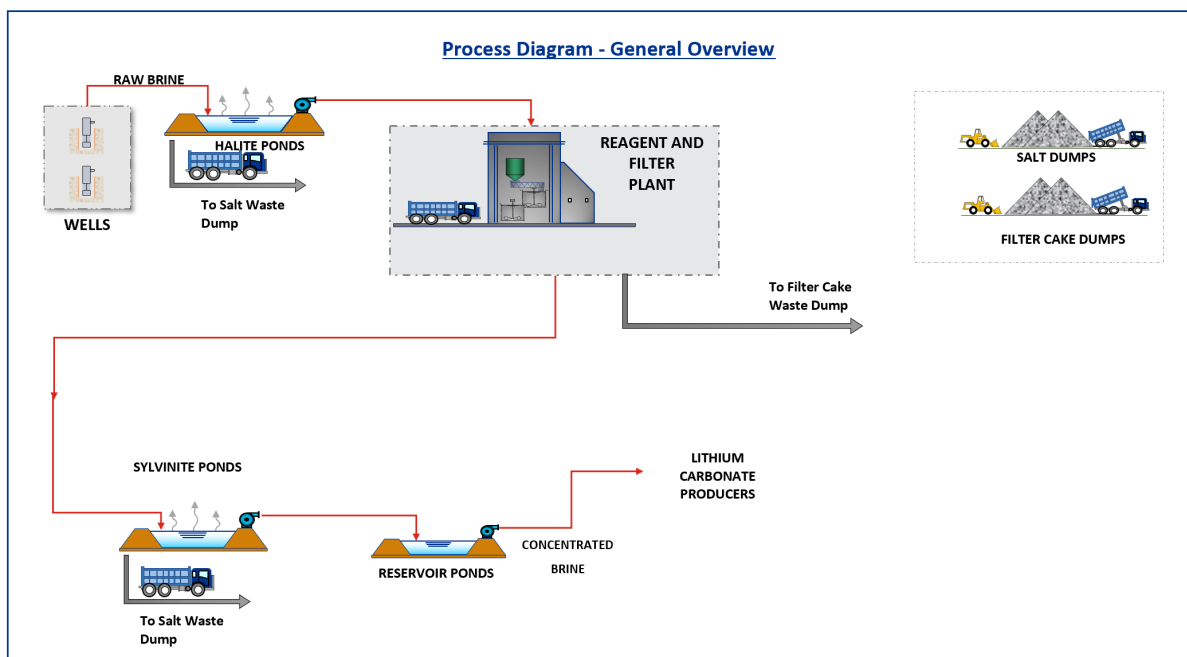 Process Diagram - General Overview
RAW BRINE
HALITE PONDS
To Salt Waste
Dump
WELLS
REAGENT AND
FILTER
PLANT
SALT DUMPS
FILTER CAKE DUMPS
To Filter Cake
Waste Dump
SYLVINITE PONDS
To Salt Waste
Dump
RESERVOIR PONDS
CONCENTRATED
BRINE
LITHIUM
CARBONATE
PRODUCERS